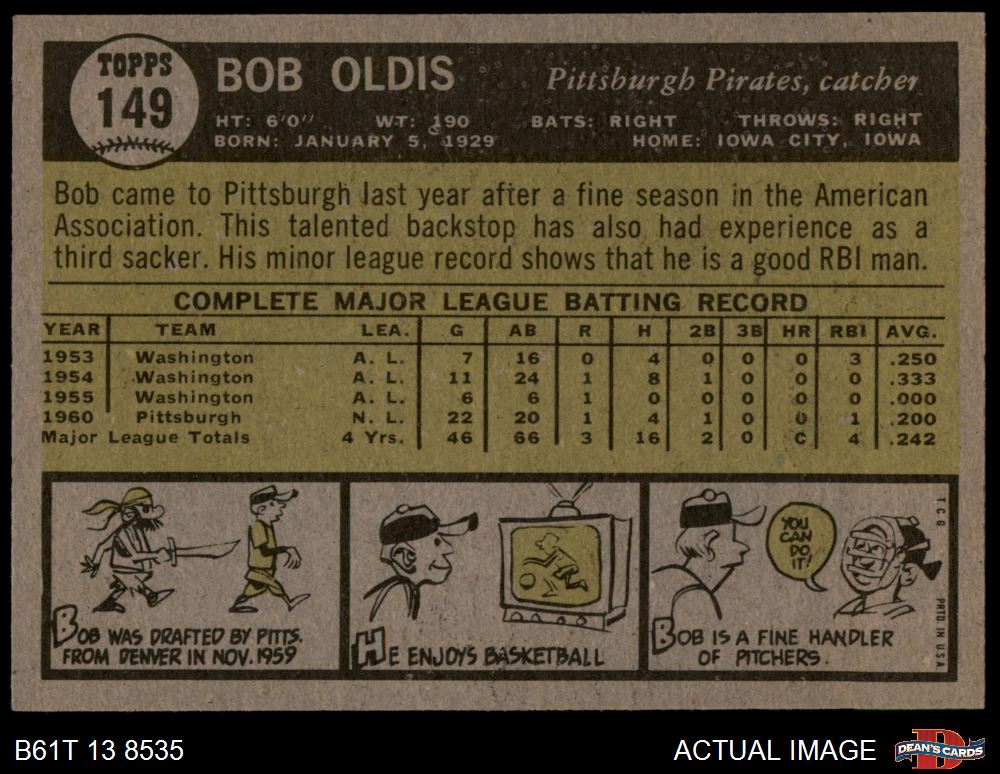 TOPPS
149
BOB OLDIS
Pittsburgh Pirates, catcher
HT: 6'0" WT: 190 BATS: RIGHT THROWS: RIGHT
BORN: JANUARY 5, 1929 HOME: IOWA CITY, IOWA
Bob came to Pittsburgh last year after a fine season in the American
Association. This talented backstop has also had experience as a
third sacker. His minor league record shows that he is a good RBI man.
COMPLETE MAJOR LEAGUE BATTING RECORD
YEAR TEAM LEA. G AB R H 2B 3B HR RBI AVG.
1953 Washington A. L. 7 16 0 4 0 0 0 3 .250
1954 Washington A. L. 11 24 1 8 1 0 0 0 .333
1955 Washington A. L. 6 6 1 0 0 0 0 0 .000
1960 Pittsburgh N. L. 22 20 1 4 1 0 0 1 .200
Major League Totals 4 Yrs. 46 66 3 16 2 0 C 4 .242
BOB WAS DRAFTED BY PITTS.
FROM DENVER IN NOV. 1959
HE ENJOYS BASKETBALL
YOU
CAN
DO
IT!
BOB IS A FINE HANDLER
OF PITCHERS.
T.C.G.
PRTD. IN U.S.A.
B61T 13 8535
ACTUAL IMAGE
D
DEAN'S CARDS